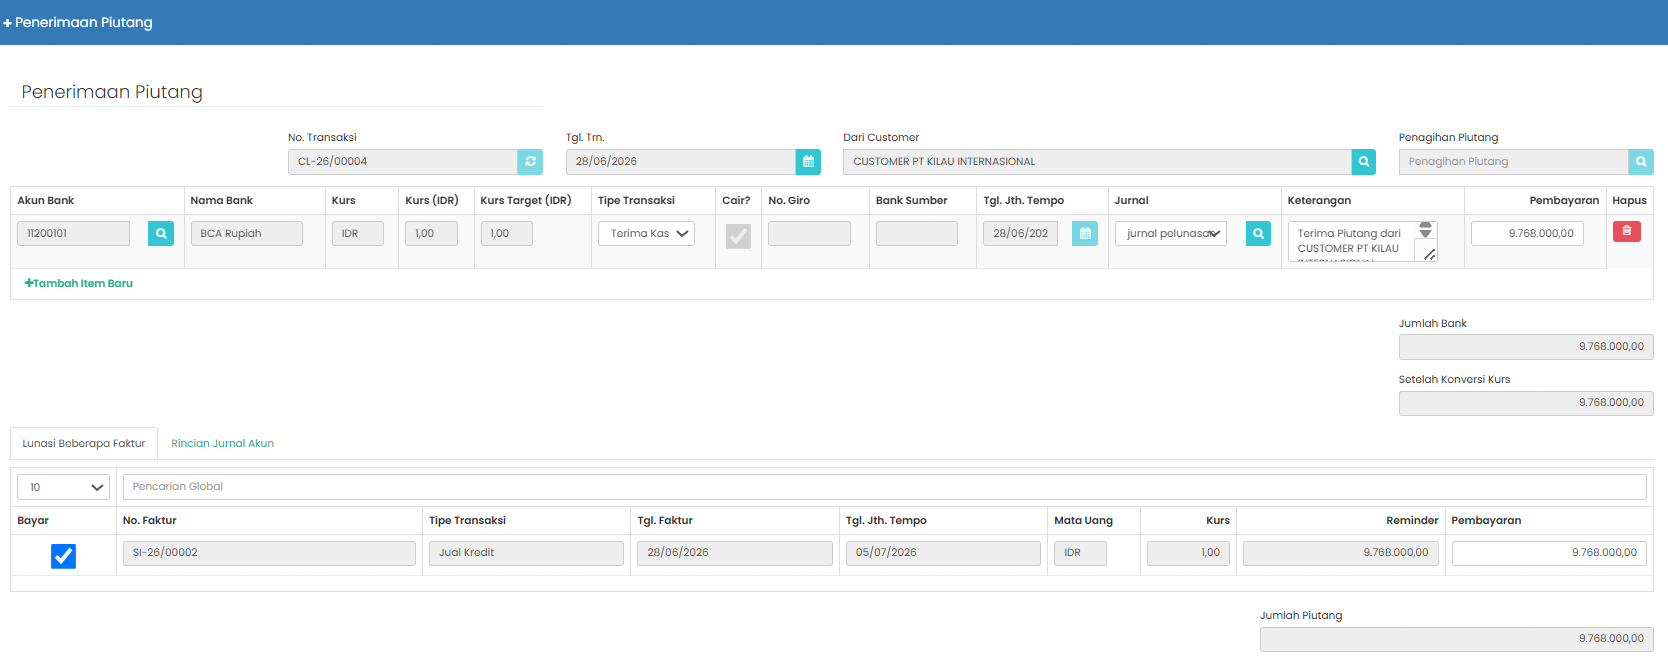 Penerimaan Piutang
Penerimaan Piutang
No. Transaksi Tgl. Trn. Dari Customer Penagihan Piutang
CL-26/00004 28/06/2026 CUSTOMER PT KILAU INTERNASIONAL Penagihan Piutang
Akun Bank Nama Bank Kurs Kurs (IDR) Kurs Target (IDR) Tipe Transaksi Cair? No. Giro Bank Sumber Tgl. Jth. Tempo Jurnal Keterangan Pembayaran Hapus
11200101 BCA Rupiah IDR 1,00 1,00 Terima Kas 28/06/202 jurnal pelunasan Terima Piutang dari 9.768.000,00
CUSTOMER PT KILAU
INTERNASIONAL
+Tambah Item Baru
Jumlah Bank
9.768.000,00
Setelah Konversi Kurs
9.768.000,00
Lunasi Beberapa Faktur Rincian Jurnal Akun
10 Pencarian Global
Bayar No. Faktur Tipe Transaksi Tgl. Faktur Tgl. Jth. Tempo Mata Uang Kurs Reminder Pembayaran
SI-26/00002 Jual Kredit 28/06/2026 05/07/2026 IDR 1,00 9.768.000,00 9.768.000,00
Jumlah Piutang
9.768.000,00